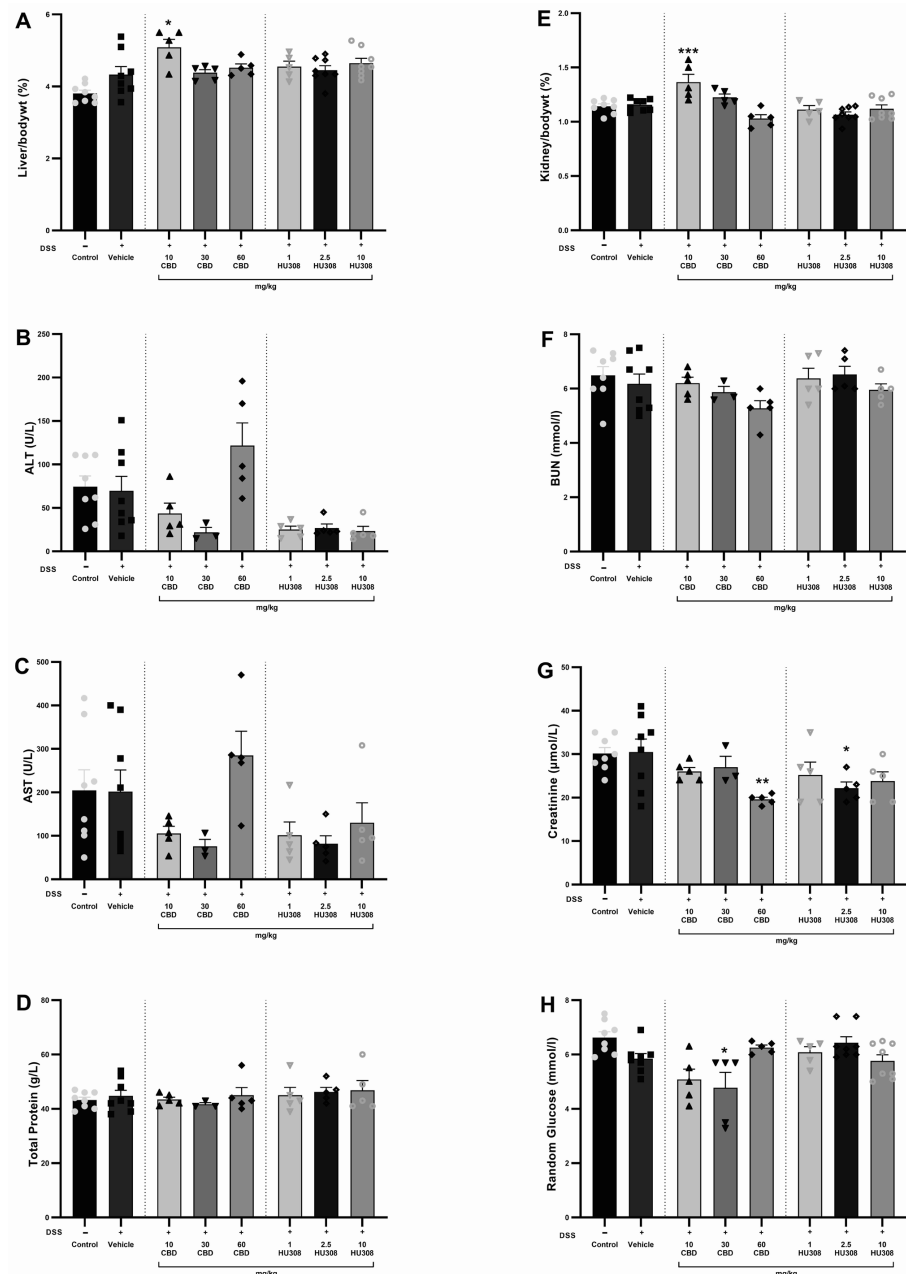 A
Liver/bodywt (%)
6
4
2
0
*
DSS − + + + + + + +
Control Vehicle 10 CBD 30 CBD 60 CBD 1 HU308 2.5 HU308 10 HU308
mg/kg
B
ALT (U/L)
250
200
150
100
50
0
DSS − + + + + + + +
Control Vehicle 10 CBD 30 CBD 60 CBD 1 HU308 2.5 HU308 10 HU308
mg/kg
C
AST (U/L)
500
400
300
200
100
0
DSS − + + + + + + +
Control Vehicle 10 CBD 30 CBD 60 CBD 1 HU308 2.5 HU308 10 HU308
mg/kg
D
Total Protein (g/L)
80
60
40
20
0
DSS − + + + + + + +
Control Vehicle 10 CBD 30 CBD 60 CBD 1 HU308 2.5 HU308 10 HU308
mg/kg
E
Kidney/bodywt (%)
2.0
1.5
1.0
0.5
0.0
***
DSS − + + + + + + +
Control Vehicle 10 CBD 30 CBD 60 CBD 1 HU308 2.5 HU308 10 HU308
mg/kg
F
BUN (mmol/l)
8
6
4
2
0
DSS − + + + + + + +
Control Vehicle 10 CBD 30 CBD 60 CBD 1 HU308 2.5 HU308 10 HU308
mg/kg
G
Creatinine (µmol/L)
50
40
30
20
10
0
** *
DSS − + + + + + + +
Control Vehicle 10 CBD 30 CBD 60 CBD 1 HU308 2.5 HU308 10 HU308
mg/kg
H
Random Glucose (mmol/l)
8
6
4
2
0
*
DSS − + + + + + + +
Control Vehicle 10 CBD 30 CBD 60 CBD 1 HU308 2.5 HU308 10 HU308
mg/kg